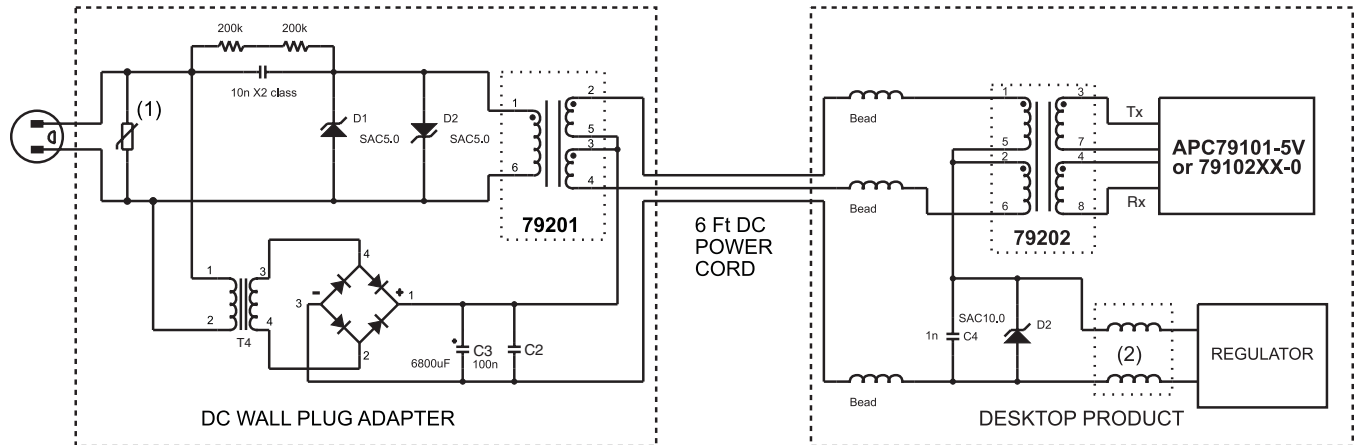 200k 200k
10n X2 class
(1)
D1
SAC5.0
D2
SAC5.0
1
6
2
5
3
4
79201
1
2
3
4
T4
4
3
- +
1
2
6800uF
+
C3
100n
C2
DC WALL PLUG ADAPTER
6 Ft DC
POWER
CORD
Bead
Bead
Bead
1
5
2
6
3
7
4
8
79202
Tx
Rx
APC79101-5V
or 79102XX-0
1n
C4
SAC10.0
D2
(2)
REGULATOR
DESKTOP PRODUCT